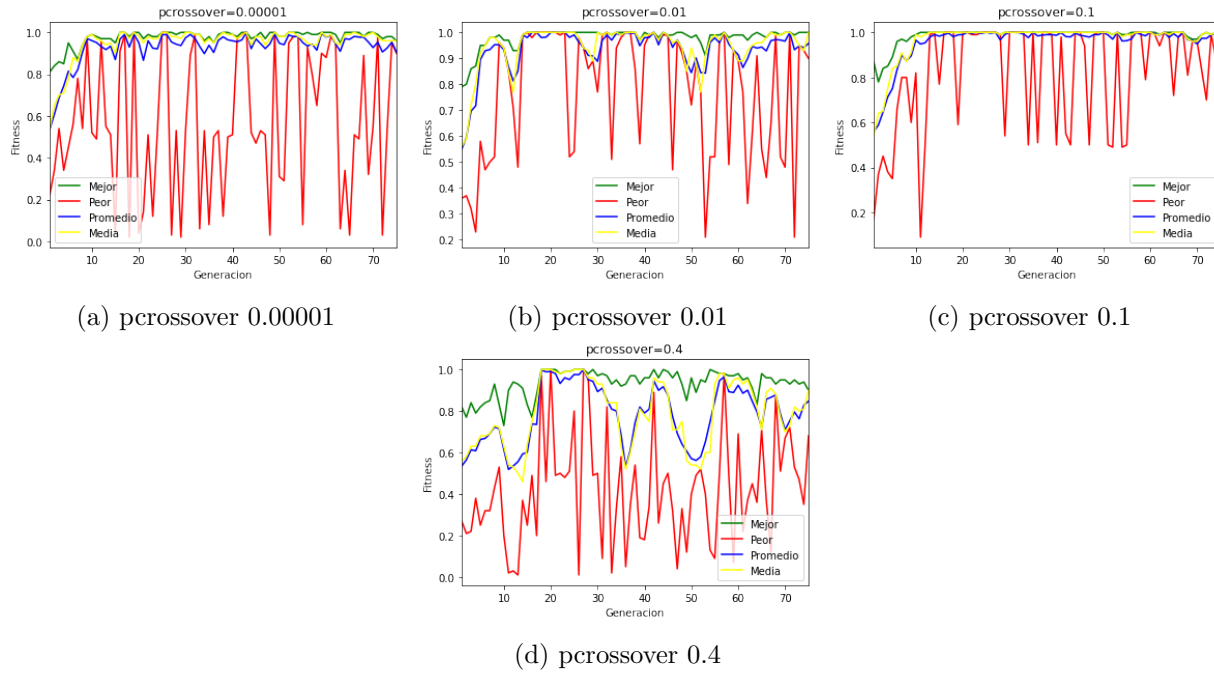 pcrossover=0.00001
Fitness
1.0
0.8
0.6
0.4
0.2
0.0
Mejor
Peor
Promedio
Media
10 20 30 40 50 60 70
Generacion
(a) pcrossover 0.00001
pcrossover=0.01
Fitness
1.0
0.9
0.8
0.7
0.6
0.5
0.4
0.3
0.2
Mejor
Peor
Promedio
Media
10 20 30 40 50 60 70
Generacion
(b) pcrossover 0.01
pcrossover=0.1
Fitness
1.0
0.8
0.6
0.4
0.2
Mejor
Peor
Promedio
Media
10 20 30 40 50 60 70
Generacion
(c) pcrossover 0.1
pcrossover=0.4
Fitness
1.0
0.8
0.6
0.4
0.2
0.0
Mejor
Peor
Promedio
Media
10 20 30 40 50 60 70
Generacion
(d) pcrossover 0.4